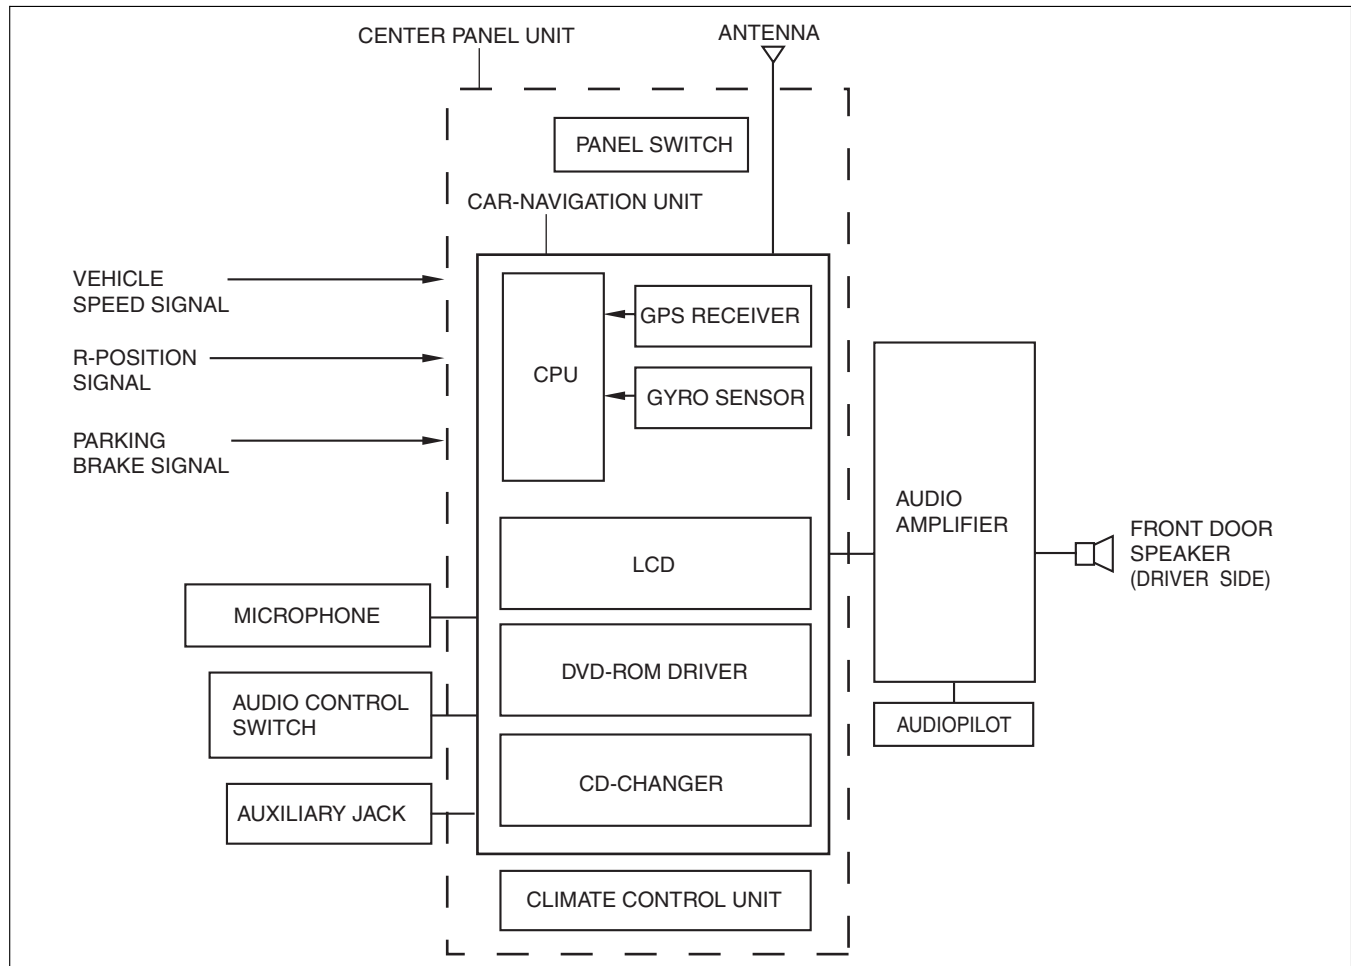 CENTER PANEL UNIT
ANTENNA
PANEL SWITCH
CAR-NAVIGATION UNIT
VEHICLE
SPEED SIGNAL
R-POSITION
SIGNAL
PARKING
BRAKE SIGNAL
CPU
GPS RECEIVER
GYRO SENSOR
LCD
DVD-ROM DRIVER
CD-CHANGER
MICROPHONE
AUDIO CONTROL
SWITCH
AUXILIARY JACK
CLIMATE CONTROL UNIT
AUDIO
AMPLIFIER
AUDIOPILOT
FRONT DOOR
SPEAKER
(DRIVER SIDE)